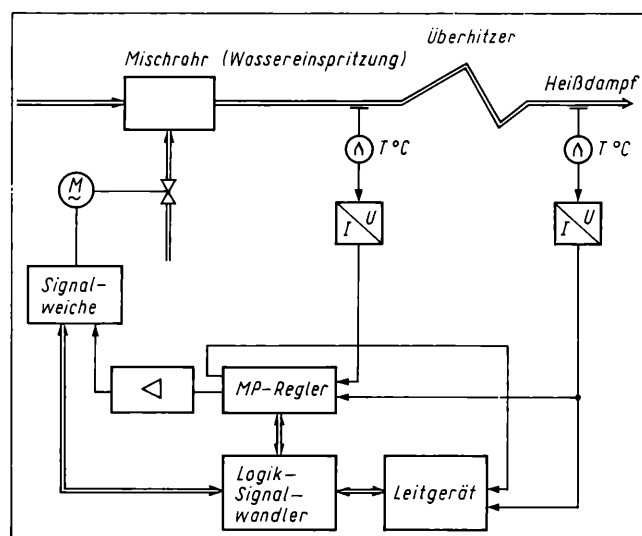 Überhitzer
Mischrohr (Wassereinspritzung)
Heißdampf
T °C
T °C
M
~
U
I
U
I
Signal-
weiche
MP-Regler
Logik-
Signal-
wandler
Leitgerät